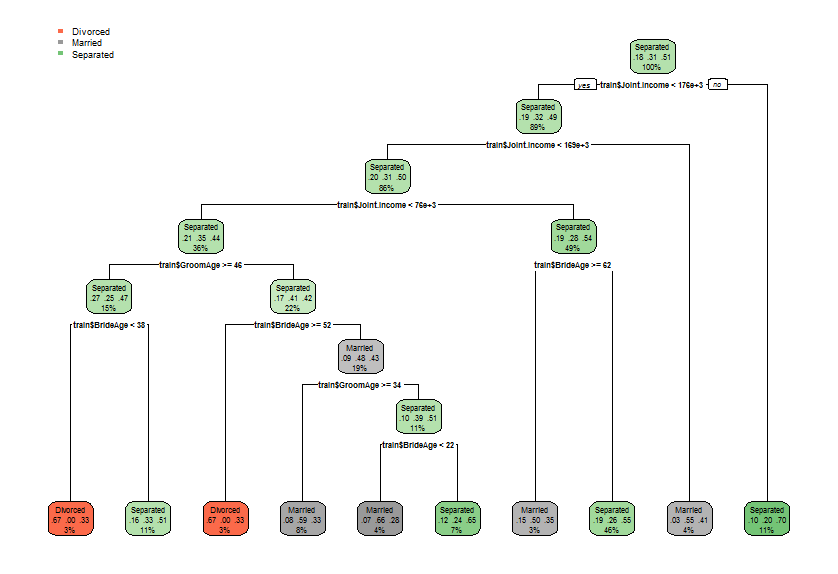 Divorced
Married
Separated
Separated
.18 .31 .51
100%
yes train$Joint.Income < 176e+3 no
Separated
.19 .32 .49
89%
train$Joint.Income < 169e+3
Separated
.20 .31 .50
86%
train$Joint.Income < 76e+3
Separated
.21 .35 .44
36%
Separated
.19 .28 .54
49%
train$GroomAge >= 46
train$BrideAge >= 62
Separated
.27 .25 .47
15%
Separated
.17 .41 .42
22%
train$BrideAge < 38
train$BrideAge >= 52
Married
.09 .48 .43
19%
train$GroomAge >= 34
Separated
.10 .39 .51
11%
train$BrideAge < 22
Divorced
.67 .00 .33
3%
Separated
.16 .33 .51
11%
Divorced
.67 .00 .33
3%
Married
.08 .59 .33
8%
Married
.07 .66 .28
4%
Separated
.12 .24 .65
7%
Married
.15 .50 .35
3%
Separated
.19 .26 .55
46%
Married
.03 .55 .41
4%
Separated
.10 .20 .70
11%